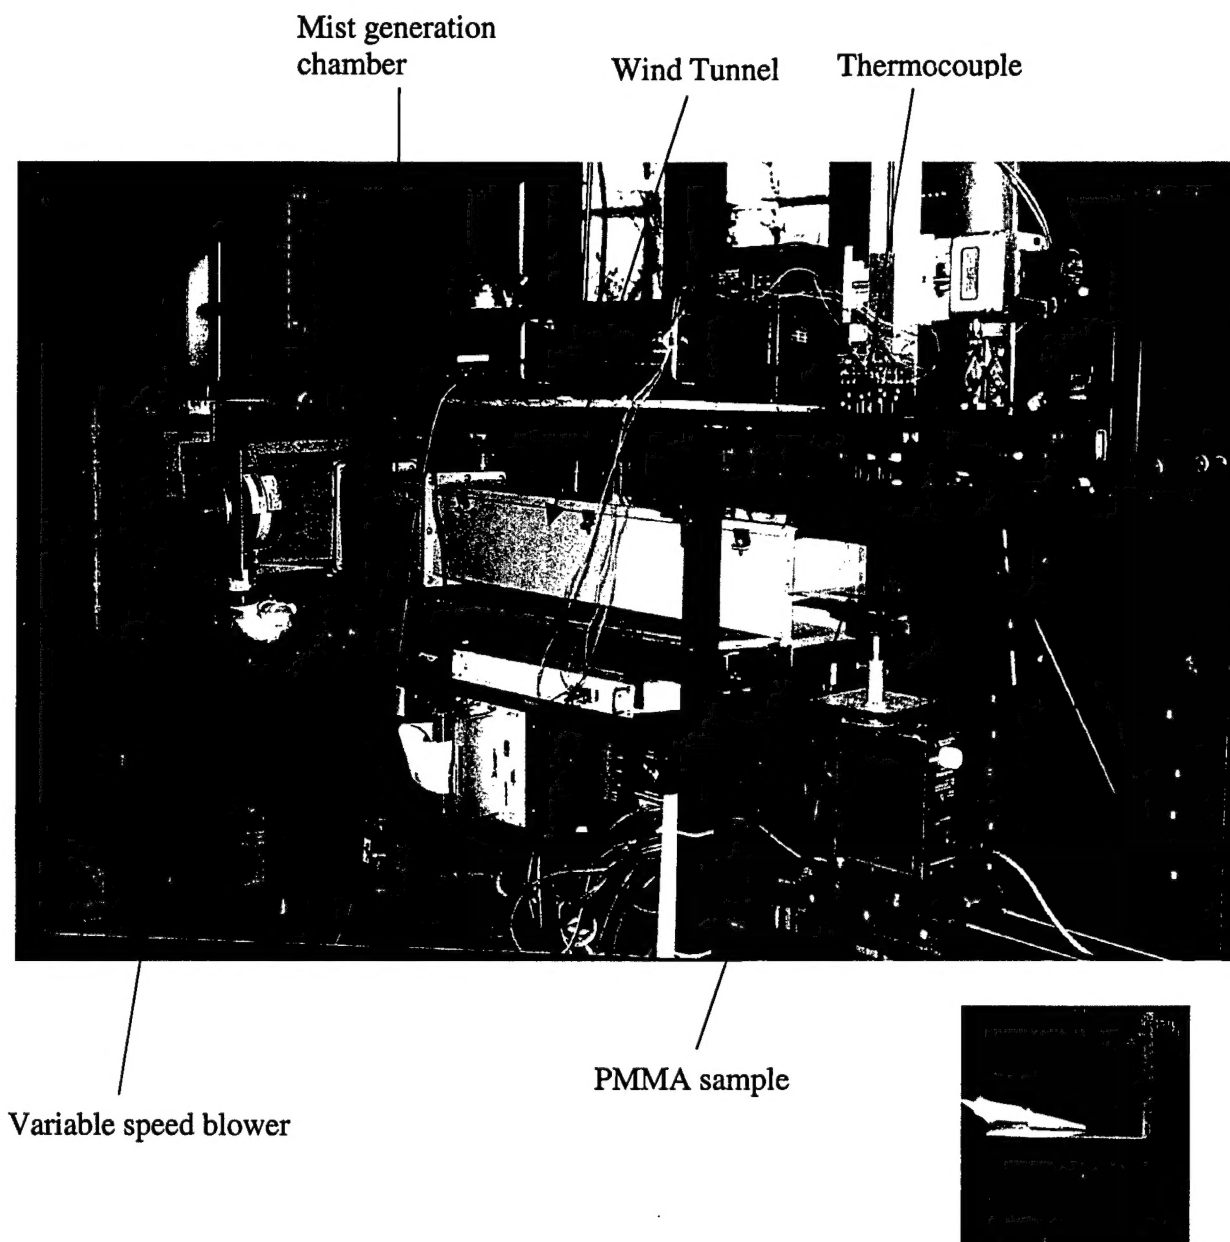 Mist generation
chamber
Wind Tunnel
Thermocouple
PMMA sample
Variable speed blower